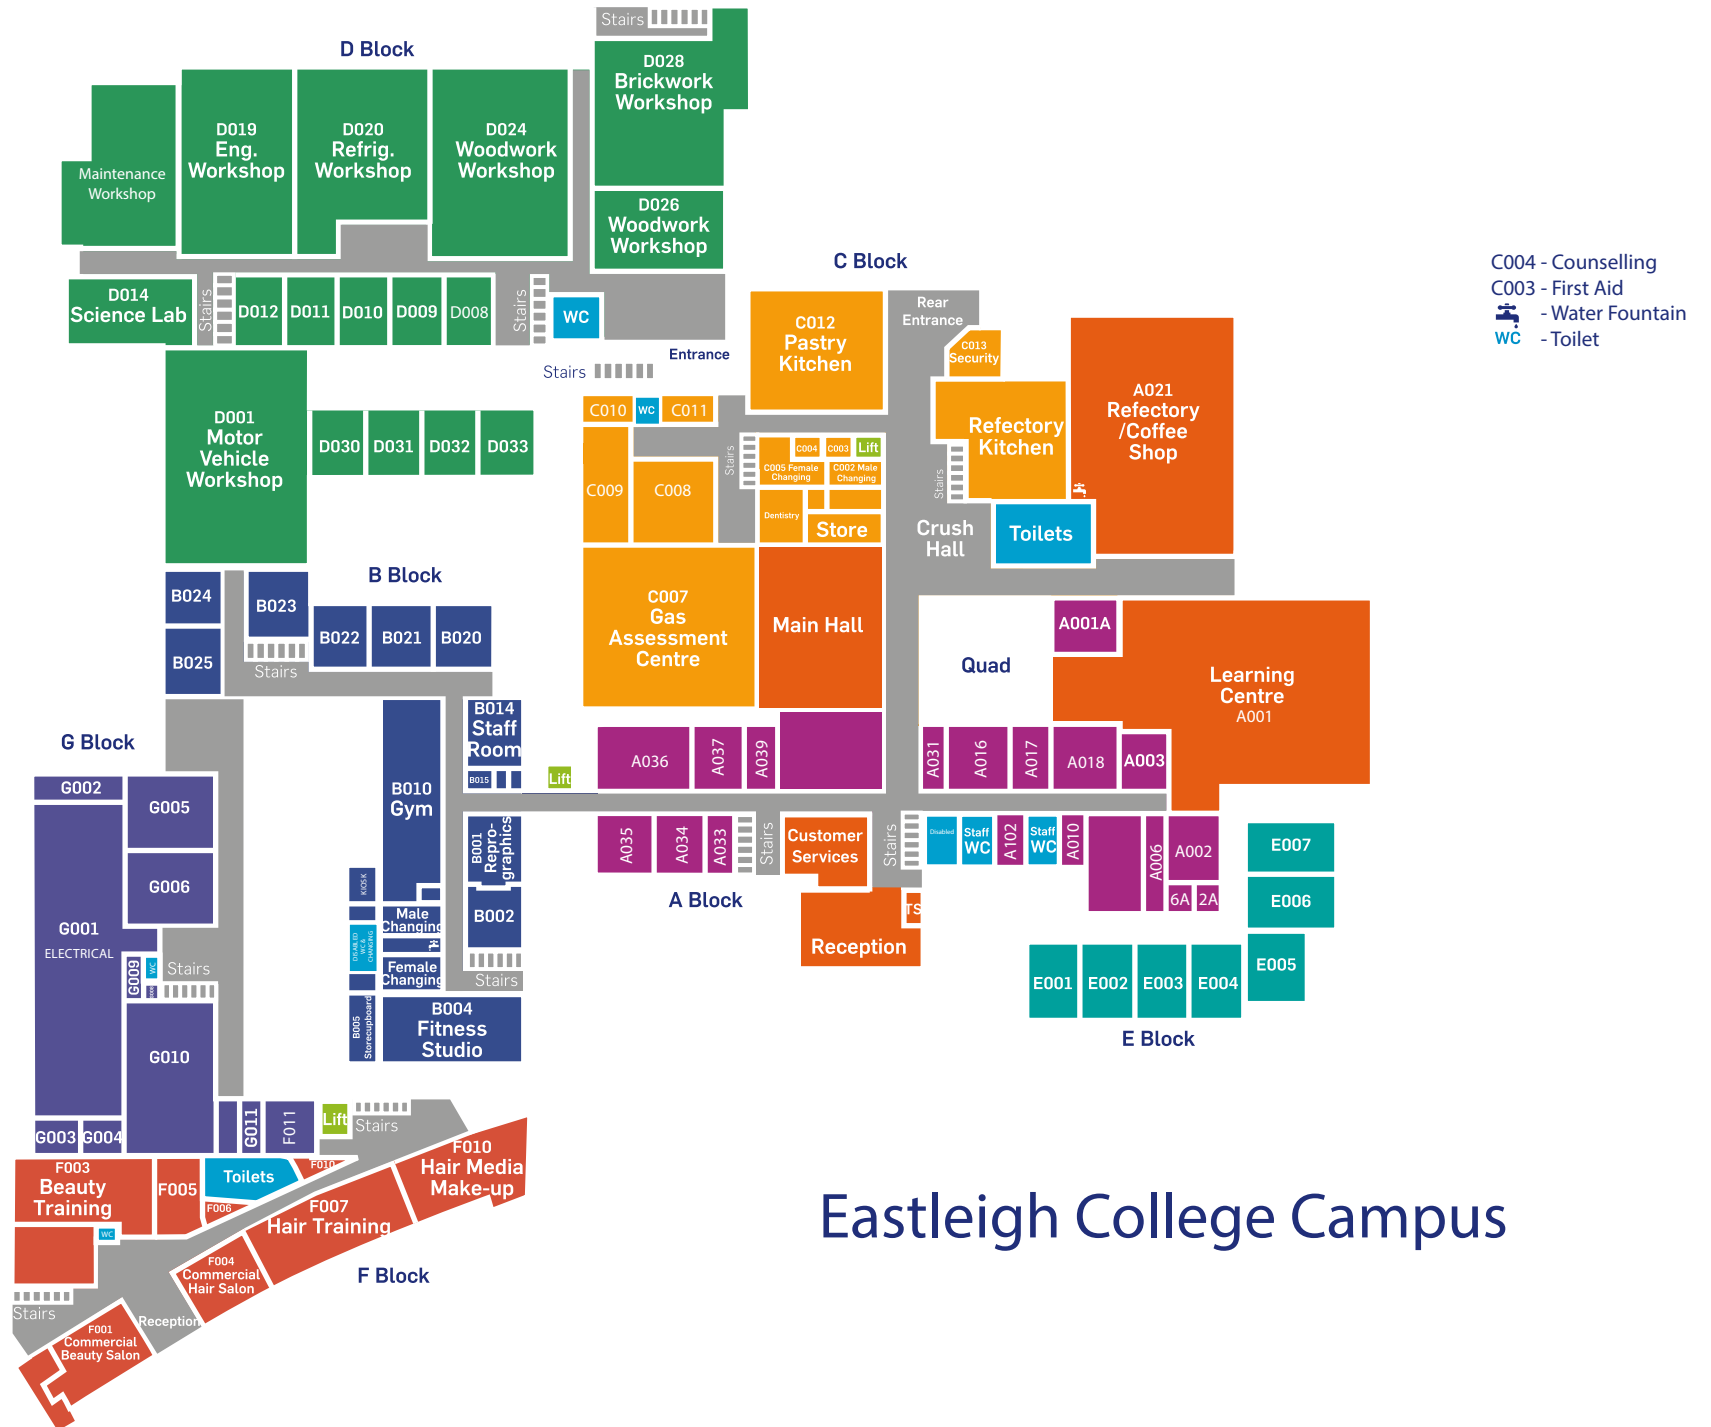 Stairs
D Block
D028
Brickwork
Workshop
D019
Eng.
Workshop
D020
Refrig.
Workshop
D024
Woodwork
Workshop
Maintenance
Workshop
D026
Woodwork
Workshop
C Block
C004 - Counselling
C003 - First Aid
- Water Fountain
WC - Toilet
D014
Science Lab
Stairs
D012
D011
D010
D009
D008
Stairs
WC
Entrance
Stairs
Rear
Entrance
C012
Pastry
Kitchen
C013
Security
A021
Refectory
/Coffee
Shop
D001
Motor
Vehicle
Workshop
D030
D031
D032
D033
C010
WC
C011
Refectory
Kitchen
Stairs
C004
C003
Lift
C005 Female
Changing
C002 Male
Changing
C009
C008
Stairs
Dentistry
Store
Crush
Hall
Toilets
B Block
B024
B023
B022
B021
B020
B025
Stairs
C007
Gas
Assessment
Centre
Main Hall
A001A
Quad
Learning
Centre
A001
G Block
B014
Staff
Room
B015
Lift
A036
A037
A039
A031
A016
A017
A018
A003
G002
G005
B010
Gym
G006
B001
Repro-
graphics
A035
A034
A033
Stairs
Customer
Services
Stairs
Disabled
Staff
WC
A102
Staff
WC
A010
A006
A002
6A
2A
E007
KIOSK
A Block
TS
E006
G001
ELECTRICAL
Male
Changing
B002
Reception
DISABLED
WC &
CHANGING
G009
WC
Stairs
Female
Changing
Stairs
E001
E002
E003
E004
E005
G010
B005
Storecupboard
B004
Fitness
Studio
E Block
G003
G004
G011
F011
Lift
Stairs
F003
Beauty
Training
F005
Toilets
F010
F010
Hair Media
Make-up
F006
F007
Hair Training
WC
Eastleigh College Campus
F004
Commercial
Hair Salon
F Block
Stairs
Reception
F001
Commercial
Beauty Salon